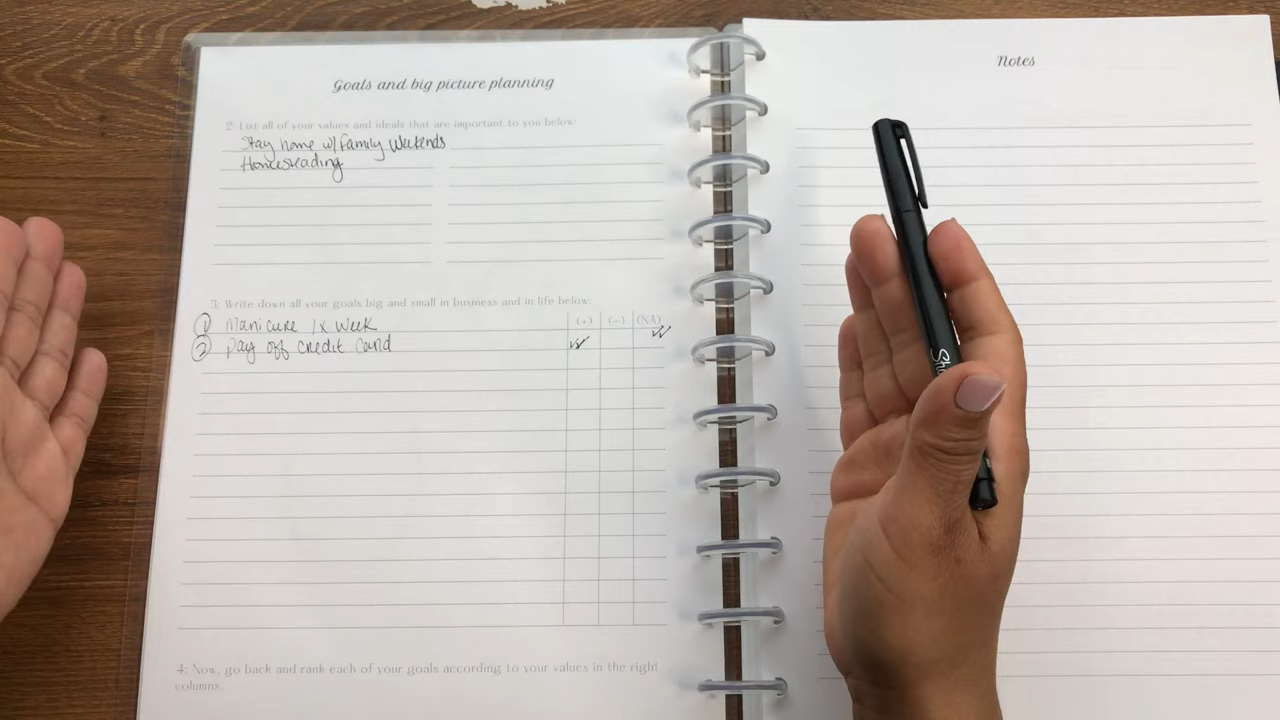 Goals and big picture planning
2: List all of your values and ideals that are important to you below:
Stay home w/family weekends
Homesteading
3: Write down all your goals big and small in business and in life below:
(+) (-) (NA)
① Manicure 1x week
② Pay off credit card
4: Now, go back and rank each of your goals according to your values in the right
columns.
Notes